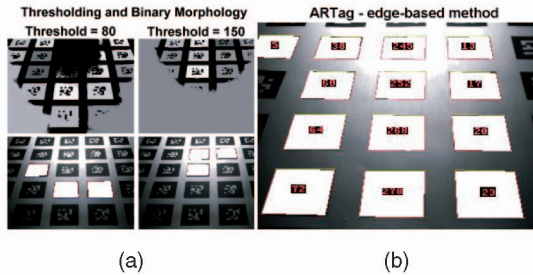 Thresholding and Binary Morphology
Threshold = 80 Threshold = 150
ARTag - edge-based method
5 38 246 13
60 252 17
64 268 20
72 276 23
(a) (b)